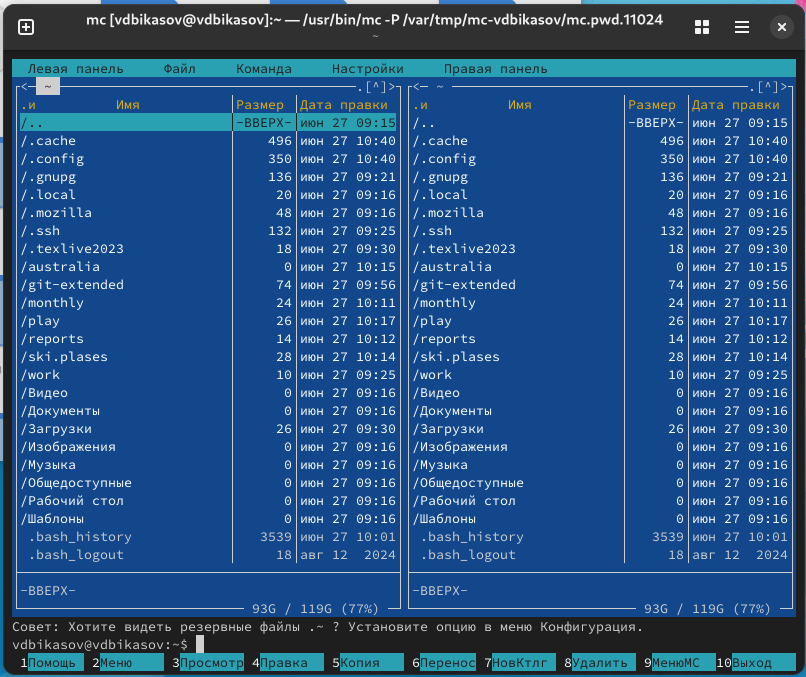 mc [vdbikasov@vdbikasov]:~ — /usr/bin/mc -P /var/tmp/mc-vdbikasov/mc.pwd.11024
~
Левая панель Файл Команда Настройки Правая панель
<— ~ .[^]> <— ~ .[^]>
.и Имя Размер Дата правки .и Имя Размер Дата правки
/.. -ВВЕРХ- июн 27 09:15 /.. -ВВЕРХ- июн 27 09:15
/.cache 496 июн 27 10:40 /.cache 496 июн 27 10:40
/.config 350 июн 27 10:40 /.config 350 июн 27 10:40
/.gnupg 136 июн 27 09:21 /.gnupg 136 июн 27 09:21
/.local 20 июн 27 09:16 /.local 20 июн 27 09:16
/.mozilla 48 июн 27 09:16 /.mozilla 48 июн 27 09:16
/.ssh 132 июн 27 09:25 /.ssh 132 июн 27 09:25
/.texlive2023 18 июн 27 09:30 /.texlive2023 18 июн 27 09:30
/australia 0 июн 27 10:15 /australia 0 июн 27 10:15
/git-extended 74 июн 27 09:56 /git-extended 74 июн 27 09:56
/monthly 24 июн 27 10:11 /monthly 24 июн 27 10:11
/play 26 июн 27 10:17 /play 26 июн 27 10:17
/reports 14 июн 27 10:12 /reports 14 июн 27 10:12
/ski.plases 28 июн 27 10:14 /ski.plases 28 июн 27 10:14
/work 10 июн 27 09:25 /work 10 июн 27 09:25
/Видео 0 июн 27 09:16 /Видео 0 июн 27 09:16
/Документы 0 июн 27 09:16 /Документы 0 июн 27 09:16
/Загрузки 26 июн 27 09:30 /Загрузки 26 июн 27 09:30
/Изображения 0 июн 27 09:16 /Изображения 0 июн 27 09:16
/Музыка 0 июн 27 09:16 /Музыка 0 июн 27 09:16
/Общедоступные 0 июн 27 09:16 /Общедоступные 0 июн 27 09:16
/Рабочий стол 0 июн 27 09:16 /Рабочий стол 0 июн 27 09:16
/Шаблоны 0 июн 27 09:16 /Шаблоны 0 июн 27 09:16
.bash_history 3539 июн 27 10:01 .bash_history 3539 июн 27 10:01
.bash_logout 18 авг 12 2024 .bash_logout 18 авг 12 2024
-ВВЕРХ- -ВВЕРХ-
93G / 119G (77%) 93G / 119G (77%)
Совет: Хотите видеть резервные файлы .~ ? Установите опцию в меню Конфигурация.
vdbikasov@vdbikasov:~$
1Помощь 2Меню 3Просмотр 4Правка 5Копия 6Перенос 7НовКтлг 8Удалить 9МенюMC 10Выход